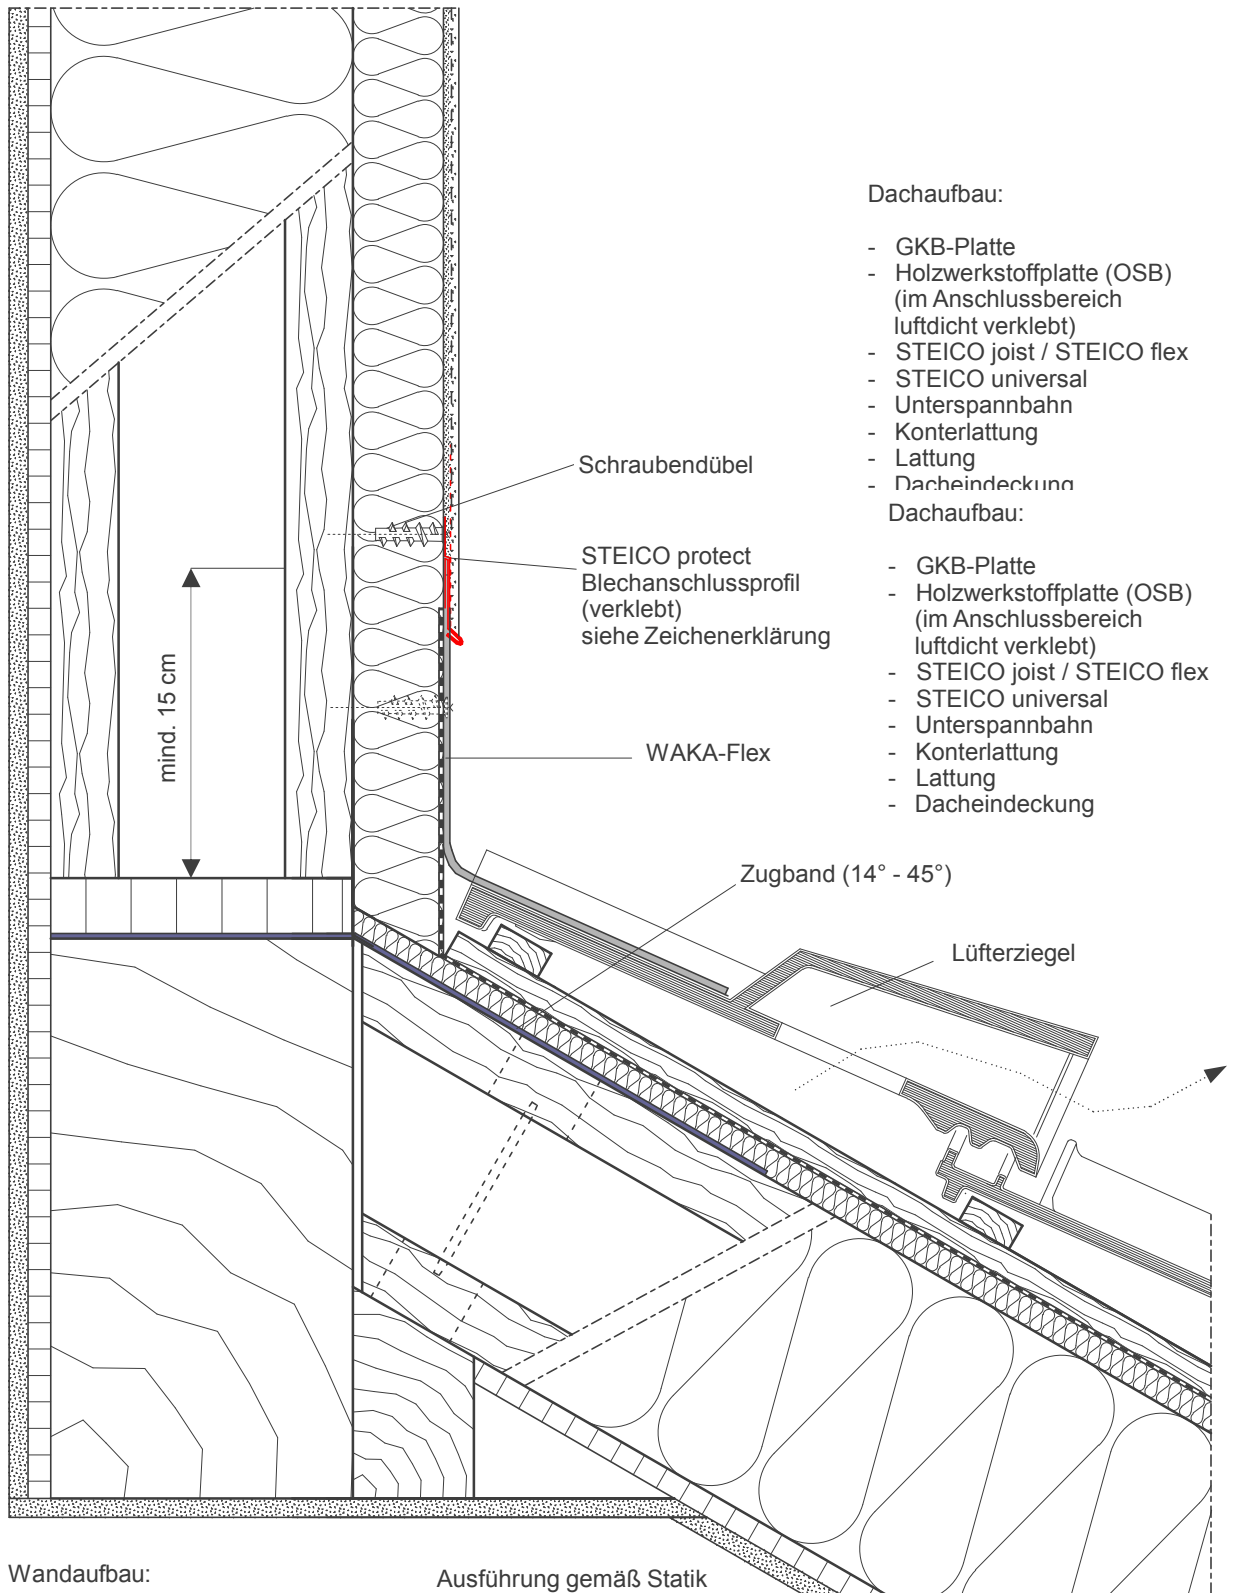 Dachaufbau:
- GKB-Platte
- Holzwerkstoffplatte (OSB)
(im Anschlussbereich
luftdicht verklebt)
- STEICO joist / STEICO flex
- STEICO universal
- Unterspannbahn
- Konterlattung
- Lattung
- Dacheindeckung
Dachaufbau:
- GKB-Platte
- Holzwerkstoffplatte (OSB)
(im Anschlussbereich
luftdicht verklebt)
- STEICO joist / STEICO flex
- STEICO universal
- Unterspannbahn
- Konterlattung
- Lattung
- Dacheindeckung
Schraubendübel
STEICO protect
Blechanschlussprofil
(verklebt)
siehe Zeichenerklärung
mind. 15 cm
WAKA-Flex
Zugband (14° - 45°)
Lüfterziegel
Wandaufbau:
Ausführung gemäß Statik